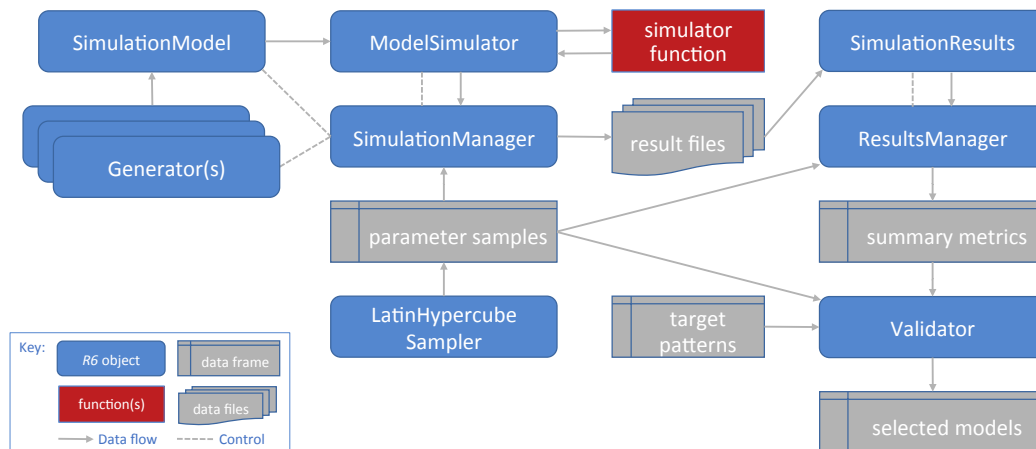 SimulationModel
ModelSimulator
simulator
function
SimulationResults
Generator(s)
SimulationManager
result files
ResultsManager
parameter samples
summary metrics
LatinHypercube
Sampler
target
patterns
Validator
selected models
Key:
R6 object
data frame
function(s)
data files
Data flow
Control